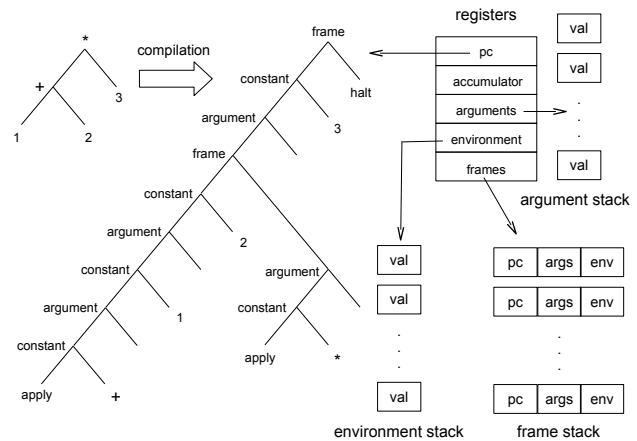 *
+
3
1
2
compilation
frame
constant
halt
argument
3
frame
constant
argument
2
constant
argument
argument
1
constant
constant
apply
*
apply
+
registers
pc
accumulator
arguments
environment
frames
val
val
.
.
.
val
argument stack
val
val
.
.
.
val
environment stack
pc args env
pc args env
.
.
.
pc args env
frame stack